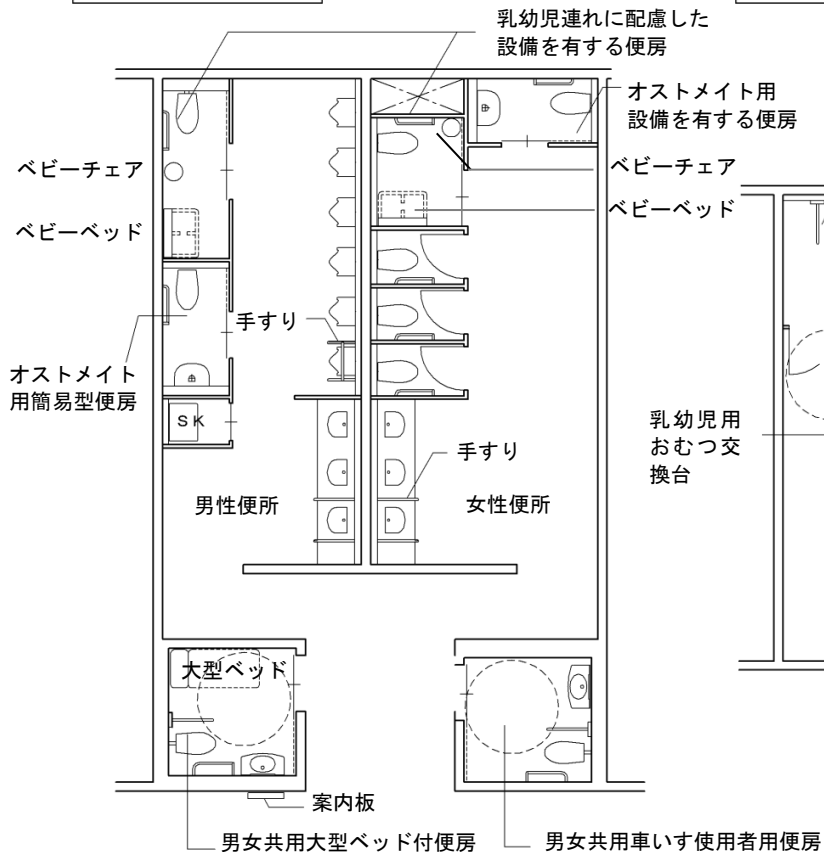 乳幼児連れに配慮した
設備を有する便房
オストメイト用
設備を有する便房
ベビーチェア
ベビーチェア
ベビーベッド
ベビーベッド
手すり
オストメイト
用簡易型便房
SK
乳幼児用
おむつ交
換台
手すり
男性便所
女性便所
大型ベッド
案内板
男女共用大型ベッド付便房
男女共用車いす使用者用便房